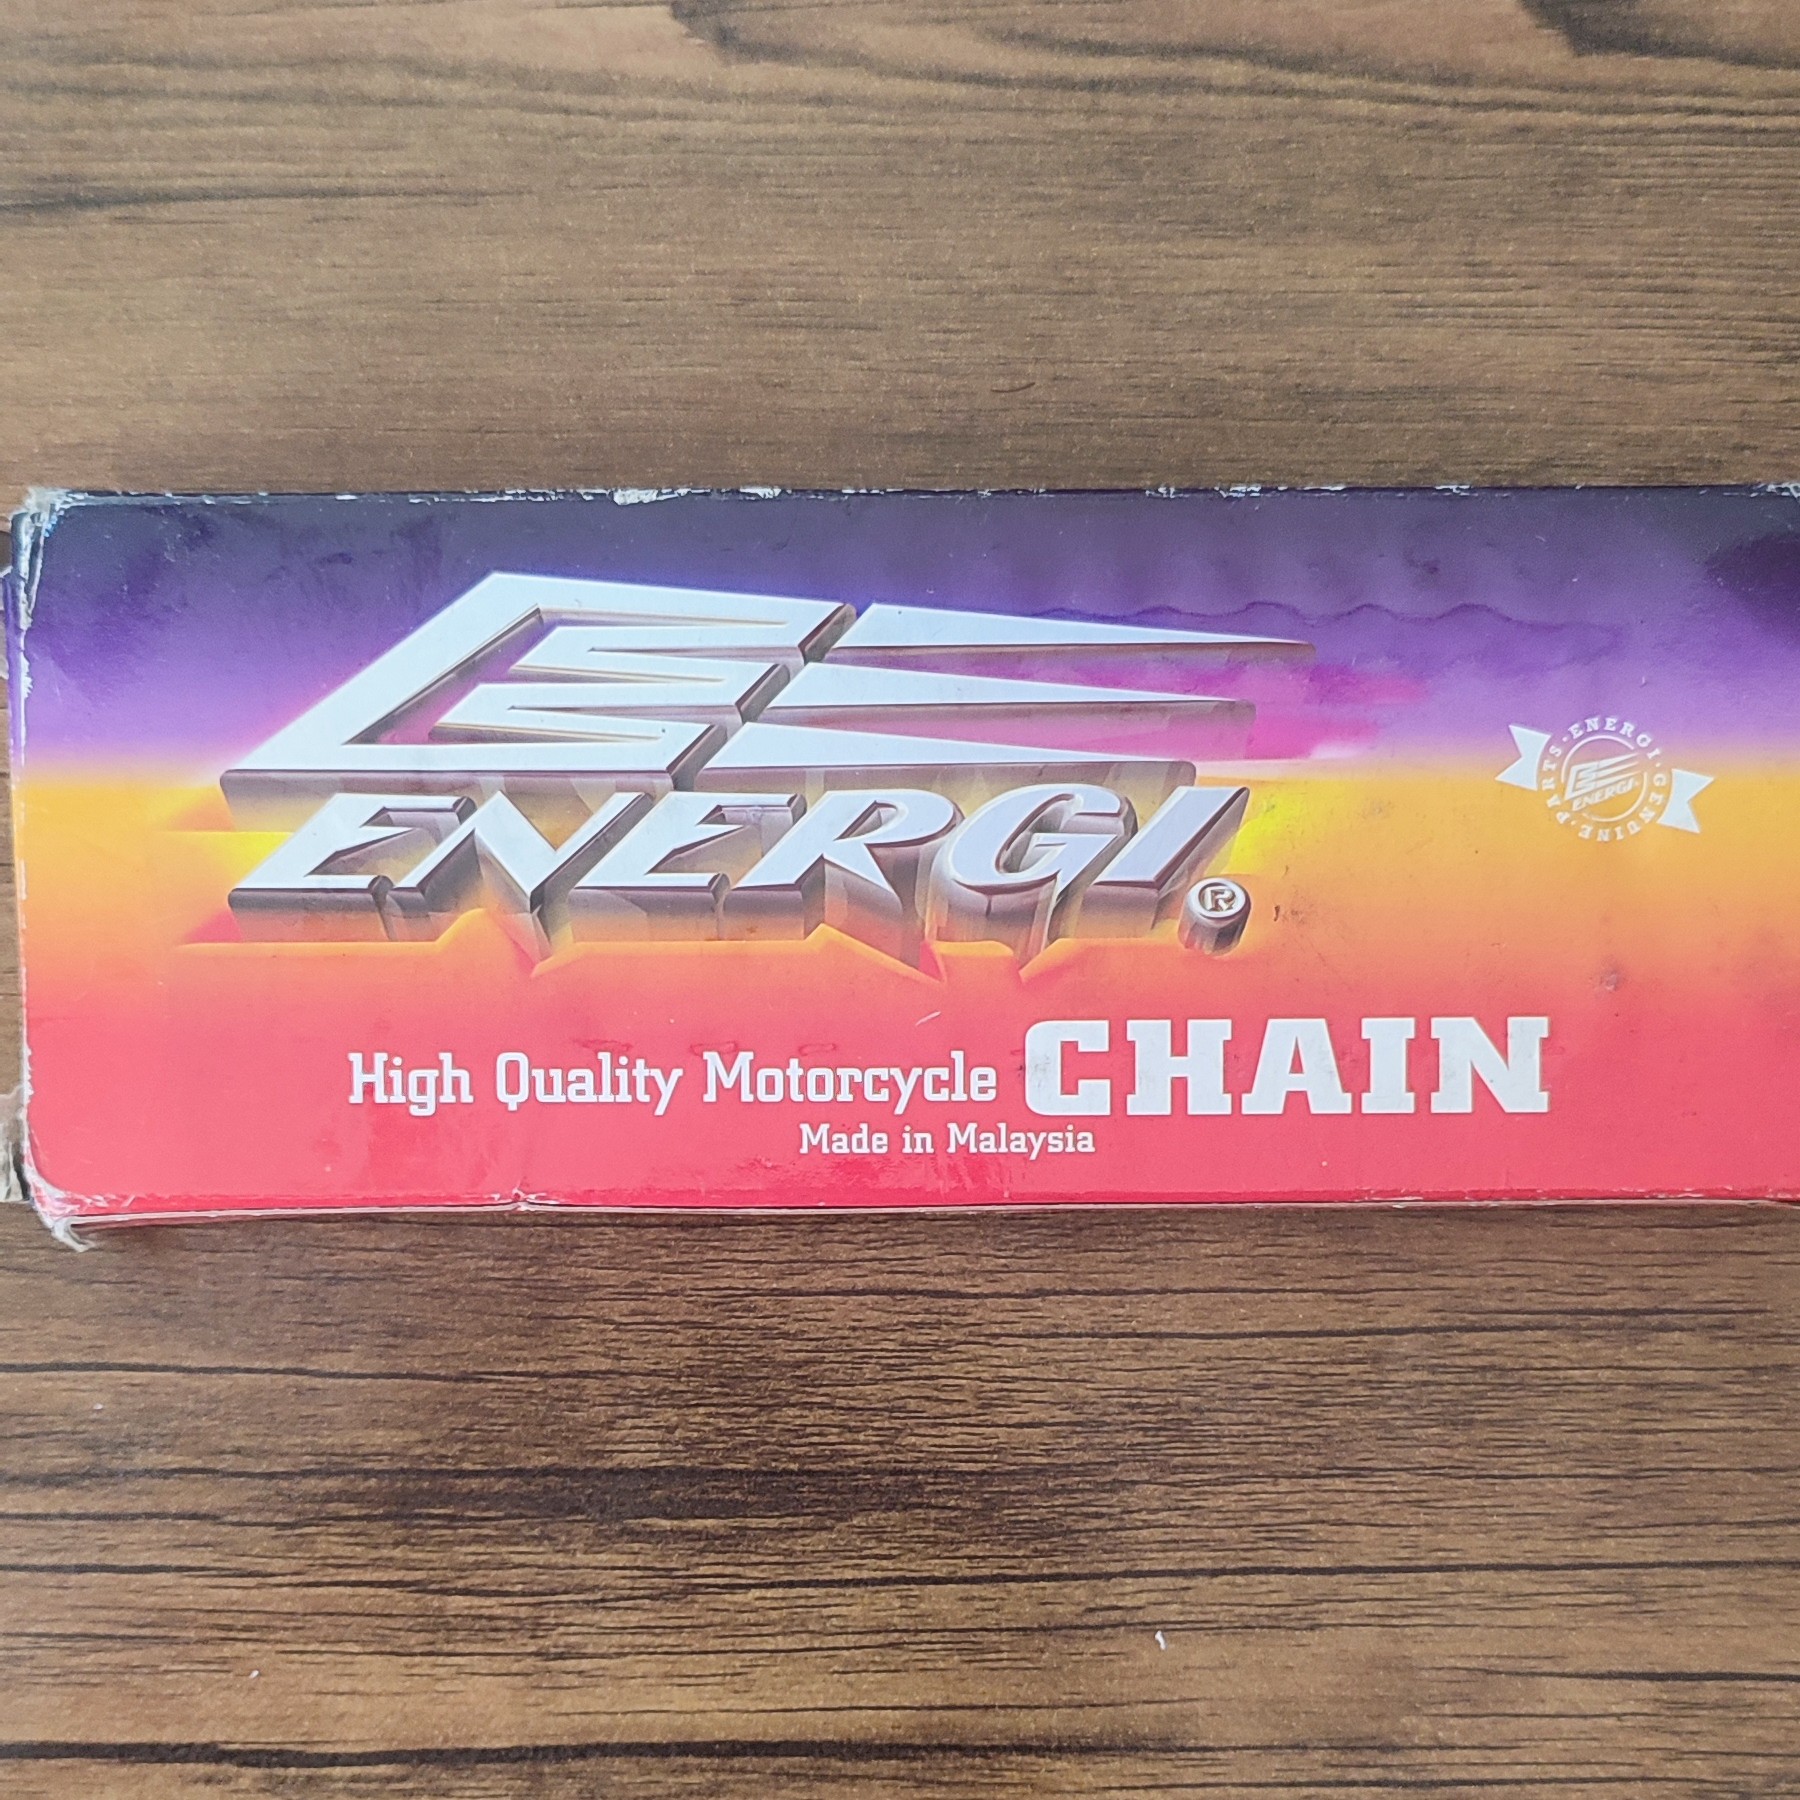 ENERGI®
High Quality Motorcycle CHAIN
Made in Malaysia
PARTS · ENERGI · GENUINE ·
ENERGI